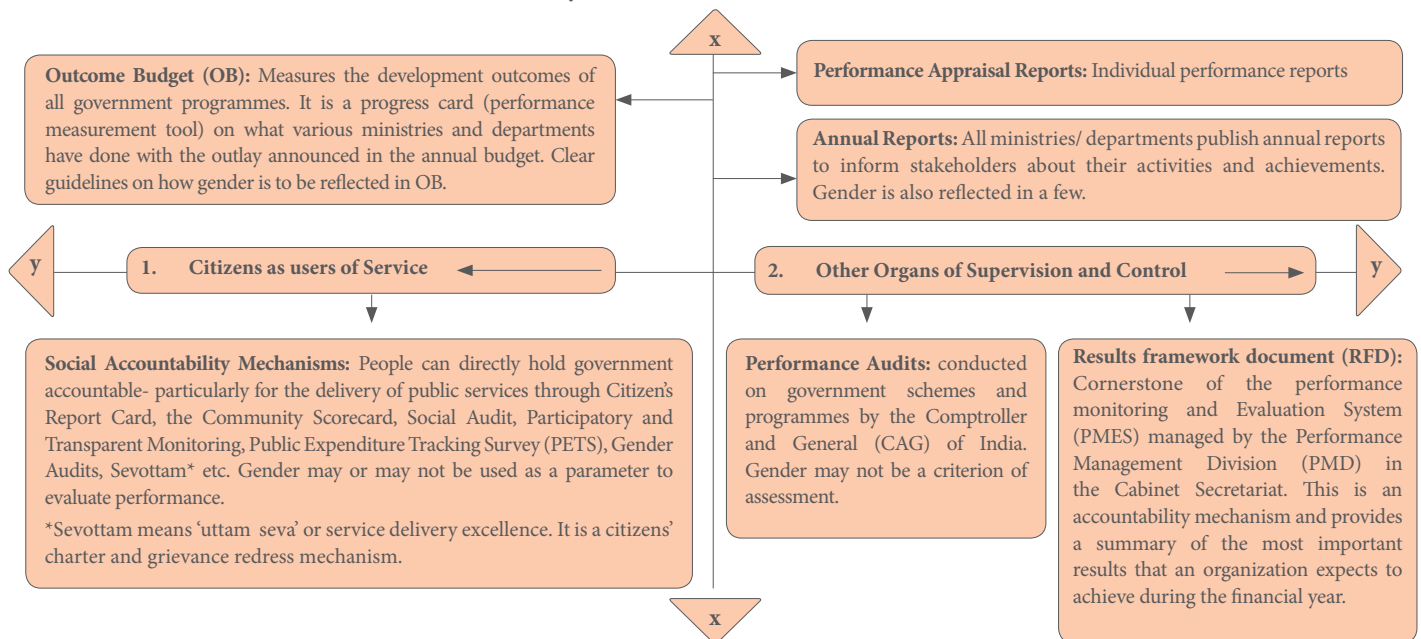 x
Outcome Budget (OB): Measures the development outcomes of
all government programmes. It is a progress card (performance
measurement tool) on what various ministries and departments
have done with the outlay announced in the annual budget. Clear
guidelines on how gender is to be reflected in OB.
Performance Appraisal Reports: Individual performance reports
Annual Reports: All ministries/ departments publish annual reports
to inform stakeholders about their activities and achievements.
Gender is also reflected in a few.
y
1. Citizens as users of Service
2. Other Organs of Supervision and Control
y
Social Accountability Mechanisms: People can directly hold government
accountable- particularly for the delivery of public services through Citizen's
Report Card, the Community Scorecard, Social Audit, Participatory and
Transparent Monitoring, Public Expenditure Tracking Survey (PETS), Gender
Audits, Sevottam* etc. Gender may or may not be used as a parameter to
evaluate performance.
*Sevottam means 'uttam seva' or service delivery excellence. It is a citizens'
charter and grievance redress mechanism.
Performance Audits: conducted
on government schemes and
programmes by the Comptroller
and General (CAG) of India.
Gender may not be a criterion of
assessment.
Results framework document (RFD):
Cornerstone of the performance
monitoring and Evaluation System
(PMES) managed by the Performance
Management Division (PMD) in
the Cabinet Secretariat. This is an
accountability mechanism and provides
a summary of the most important
results that an organization expects to
achieve during the financial year.
x